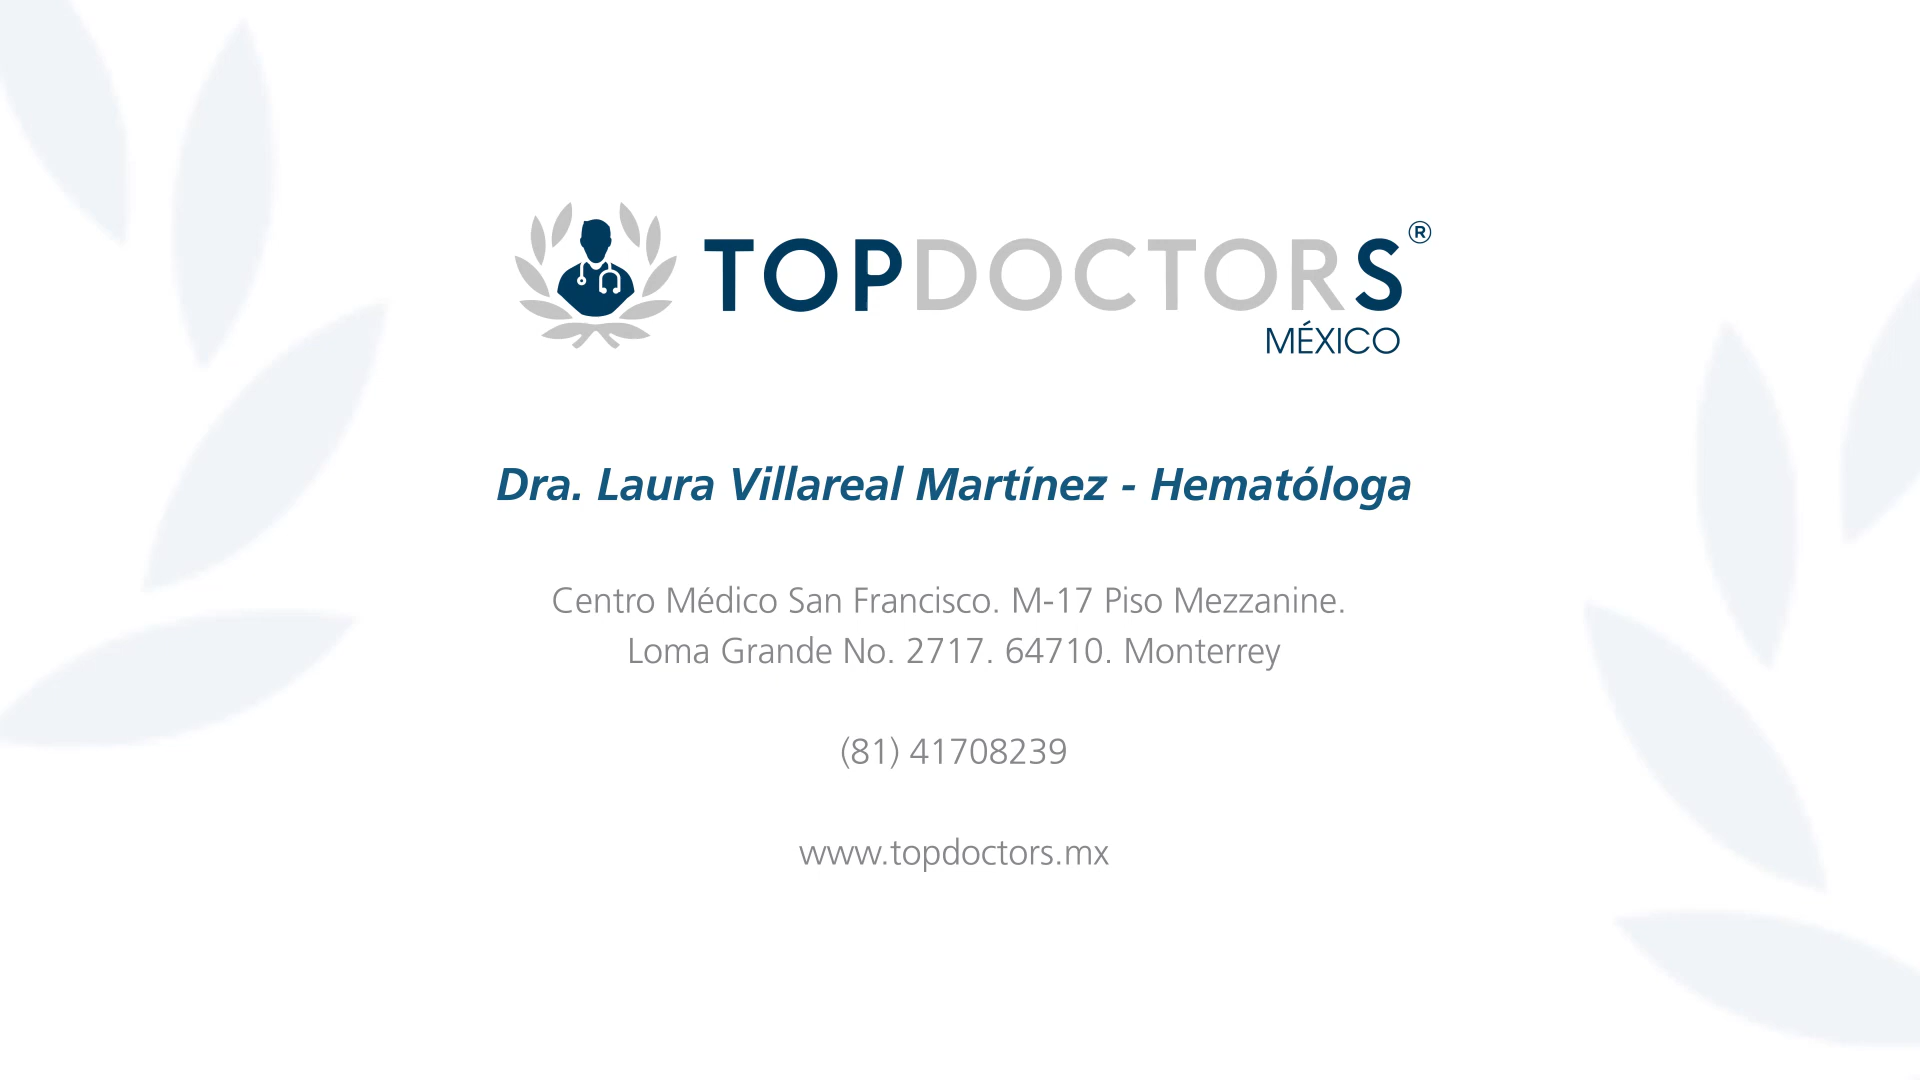 TOPDOCTORS®
MÉXICO
Dra. Laura Villareal Martínez - Hematóloga
Centro Médico San Francisco. M-17 Piso Mezzanine.
Loma Grande No. 2717. 64710. Monterrey
(81) 41708239
www.topdoctors.mx